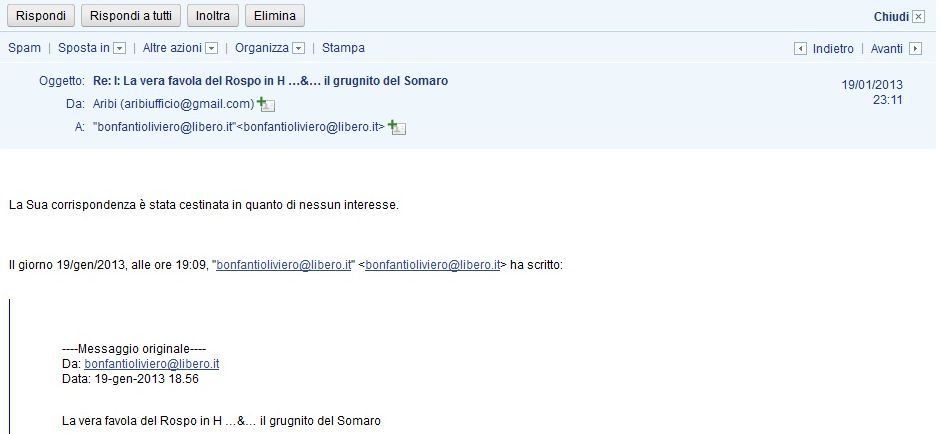 Rispondi Rispondi a tutti Inoltra Elimina Chiudi
Spam | Sposta in | Altre azioni | Organizza | Stampa Indietro | Avanti
Oggetto: Re: I: La vera favola del Rospo in H ...&... il grugnito del Somaro 19/01/2013
Da: Aribi (aribiufficio@gmail.com) 23:11
A: "bonfantioliviero@libero.it"<bonfantioliviero@libero.it>
La Sua corrispondenza è stata cestinata in quanto di nessun interesse.
Il giorno 19/gen/2013, alle ore 19:09, "bonfantioliviero@libero.it" <bonfantioliviero@libero.it> ha scritto:
----Messaggio originale----
Da: bonfantioliviero@libero.it
Data: 19-gen-2013 18.56
La vera favola del Rospo in H ...&... il grugnito del Somaro